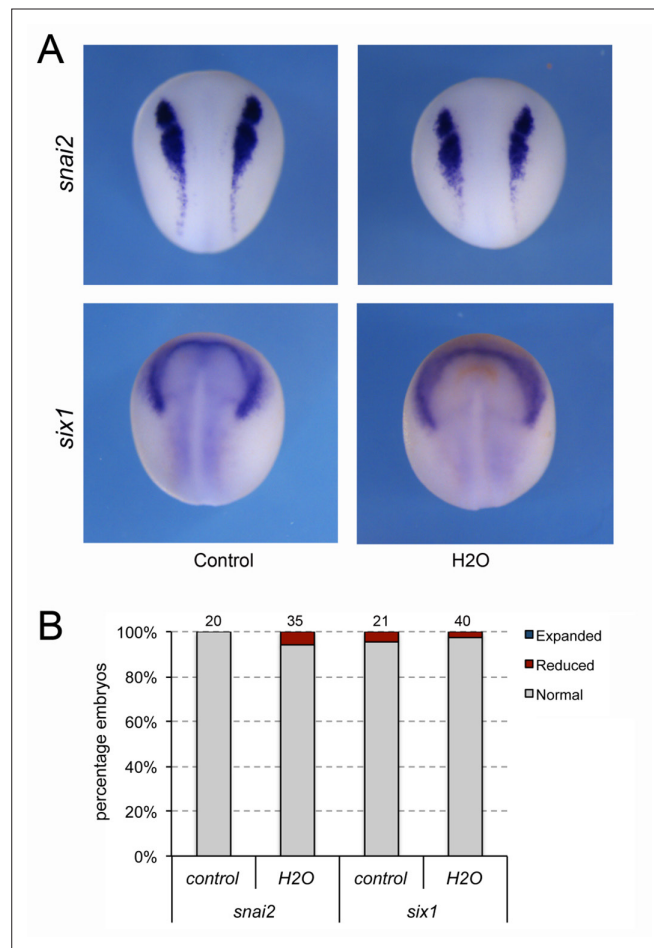 A
snai2
six1
Control H2O
B
20 35 21 40
100%
80%
60%
40%
20%
0%
percentage embryos
Expanded
Reduced
Normal
control H2O control H2O
snai2 six1